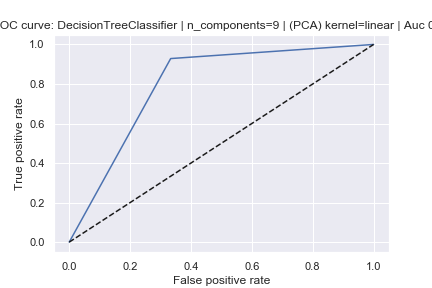 OC curve: DecisionTreeClassifier | n_components=9 | (PCA) kernel=linear | Auc
1.0
0.8
0.6
0.4
0.2
0.0
True positive rate
0.0 0.2 0.4 0.6 0.8 1.0
False positive rate